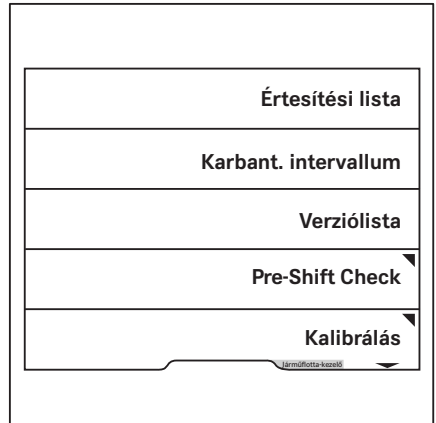 Értesítési lista
Karbant. intervallum
Verziólista
Pre-Shift Check
Kalibrálás
Járműflotta-kezelő